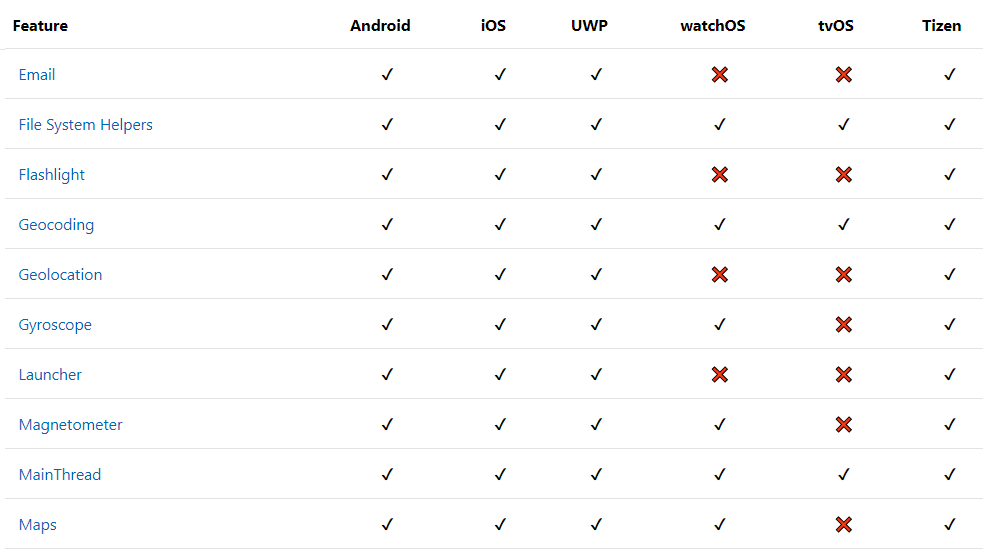 Feature Android iOS UWP watchOS tvOS Tizen
Email ✓ ✓ ✓ ❌ ❌ ✓
File System Helpers ✓ ✓ ✓ ✓ ✓ ✓
Flashlight ✓ ✓ ✓ ❌ ❌ ✓
Geocoding ✓ ✓ ✓ ✓ ✓ ✓
Geolocation ✓ ✓ ✓ ❌ ❌ ✓
Gyroscope ✓ ✓ ✓ ✓ ❌ ✓
Launcher ✓ ✓ ✓ ❌ ❌ ✓
Magnetometer ✓ ✓ ✓ ✓ ❌ ✓
MainThread ✓ ✓ ✓ ✓ ✓ ✓
Maps ✓ ✓ ✓ ✓ ❌ ✓